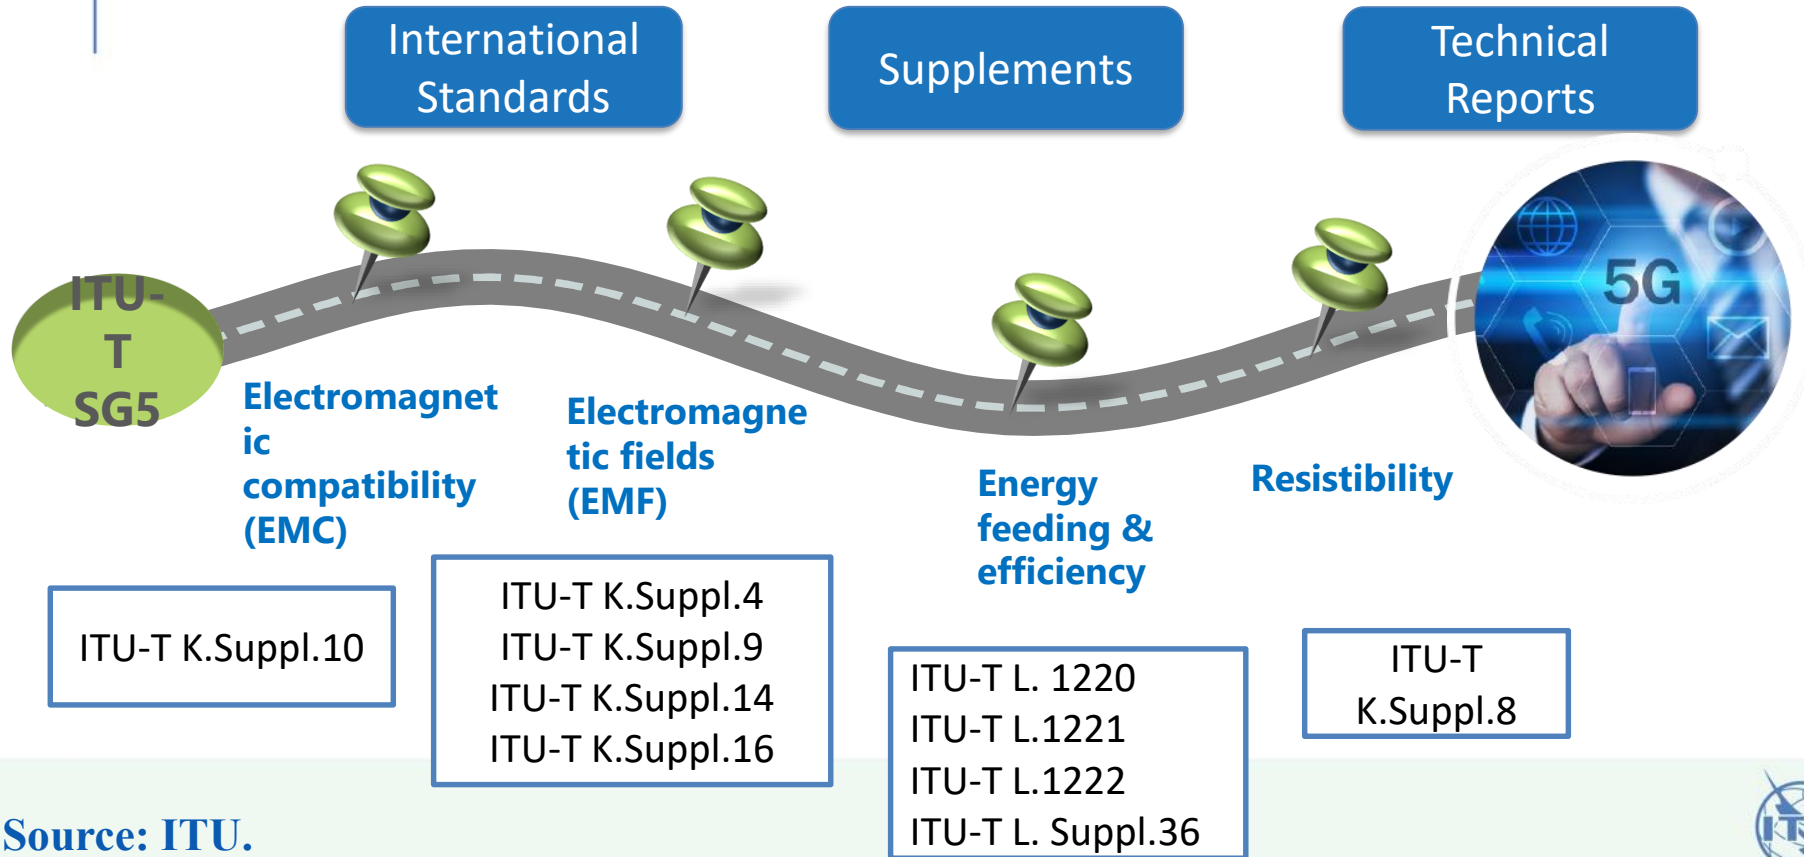 International
Standards
Supplements
Technical
Reports
ITU-
T
SG5
5G
Electromagnet
ic
compatibility
(EMC)
Electromagne
tic fields
(EMF)
Energy
feeding &
efficiency
Resistibility
ITU-T K.Suppl.10
ITU-T K.Suppl.4
ITU-T K.Suppl.9
ITU-T K.Suppl.14
ITU-T K.Suppl.16
ITU-T L. 1220
ITU-T L.1221
ITU-T L.1222
ITU-T L. Suppl.36
ITU-T
K.Suppl.8
Source: ITU.